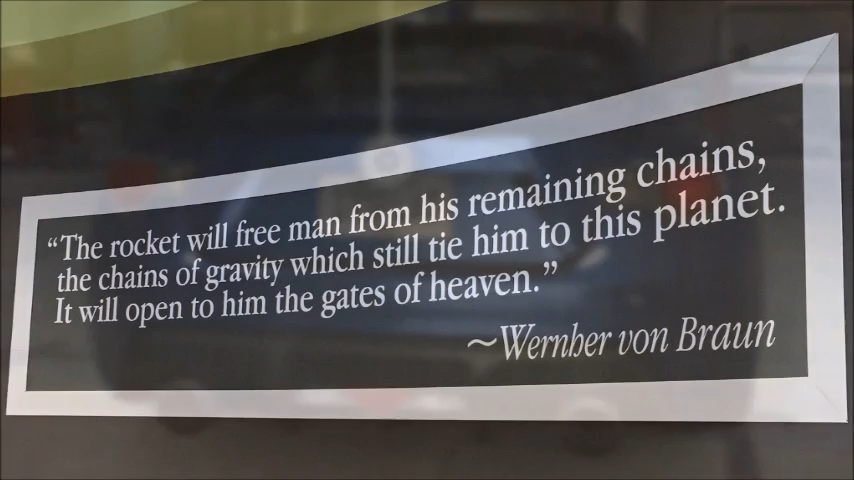 “The rocket will free man from his remaining chains,
the chains of gravity which still tie him to this planet.
It will open to him the gates of heaven.”
~Wernher von Braun